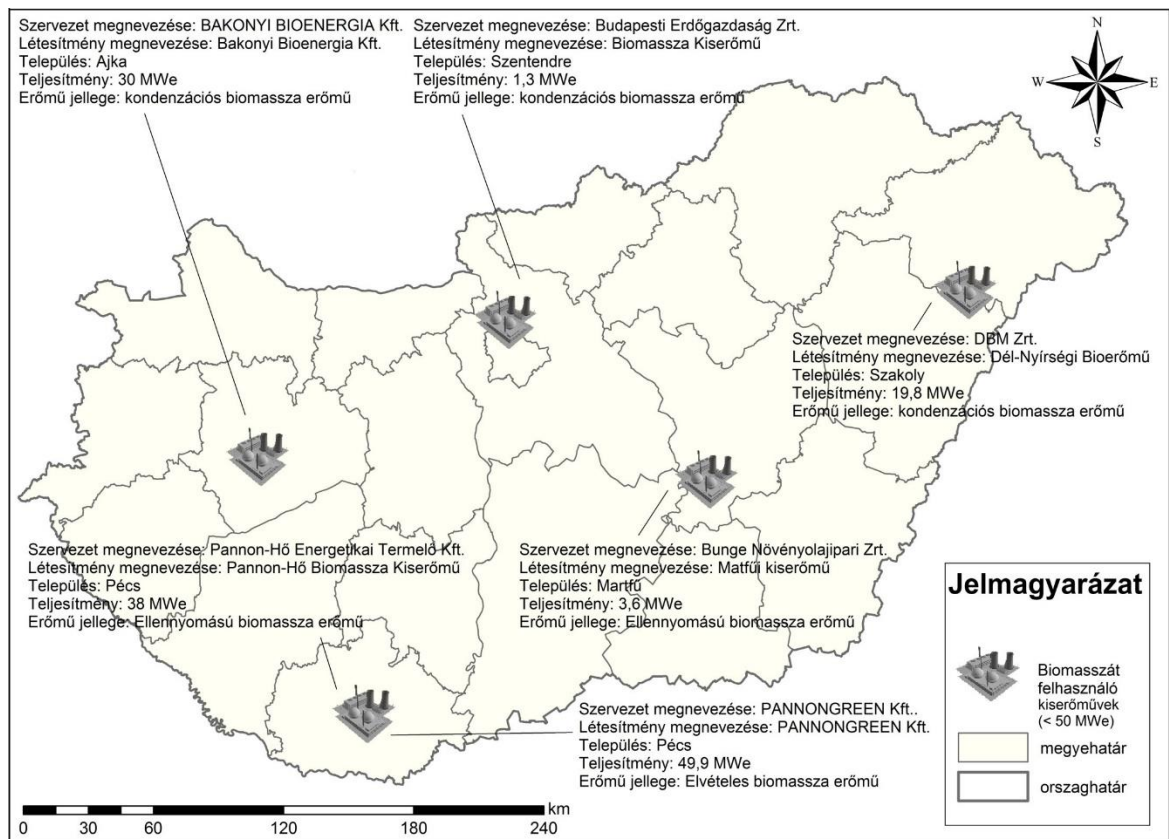 Szervezet megnevezése: BAKONYI BIOENERGIA Kft.
Létesítmény megnevezése: Bakonyi Bioenergia Kft.
Település: Ajka
Teljesítmény: 30 MWe
Erőmű jellege: kondenzációs biomassza erőmű
Szervezet megnevezése: Budapesti Erdőgazdaság Zrt.
Létesítmény megnevezése: Biomassza Kiserőmű
Település: Szentendre
Teljesítmény: 1,3 MWe
Erőmű jellege: kondenzációs biomassza erőmű
N
W
E
S
Szervezet megnevezése: DBM Zrt.
Létesítmény megnevezése: Dél-Nyírségi Bioerőmű
Település: Szakoly
Teljesítmény: 19,8 MWe
Erőmű jellege: kondenzációs biomassza erőmű
Szervezet megnevezése: Pannon-Hő Energetikai Termelő Kft.
Létesítmény megnevezése: Pannon-Hő Biomassza Kiserőmű
Település: Pécs
Teljesítmény: 38 MWe
Erőmű jellege: Ellennyomású biomassza erőmű
Szervezet megnevezése: Bunge Növényolajipari Zrt.
Létesítmény megnevezése: Matfűi kiserőmű
Település: Martfű
Teljesítmény: 3,6 MWe
Erőmű jellege: Ellennyomású biomassza erőmű
Szervezet megnevezése: PANNONGREEN Kft..
Létesítmény megnevezése: PANNONGREEN Kft.
Település: Pécs
Teljesítmény: 49,9 MWe
Erőmű jellege: Elvételes biomassza erőmű
Jelmagyarázat
Biomasszát
felhasználó
kiserőművek
(< 50 MWe)
megyehatár
országhatár
km
0 30 60 120 180 240